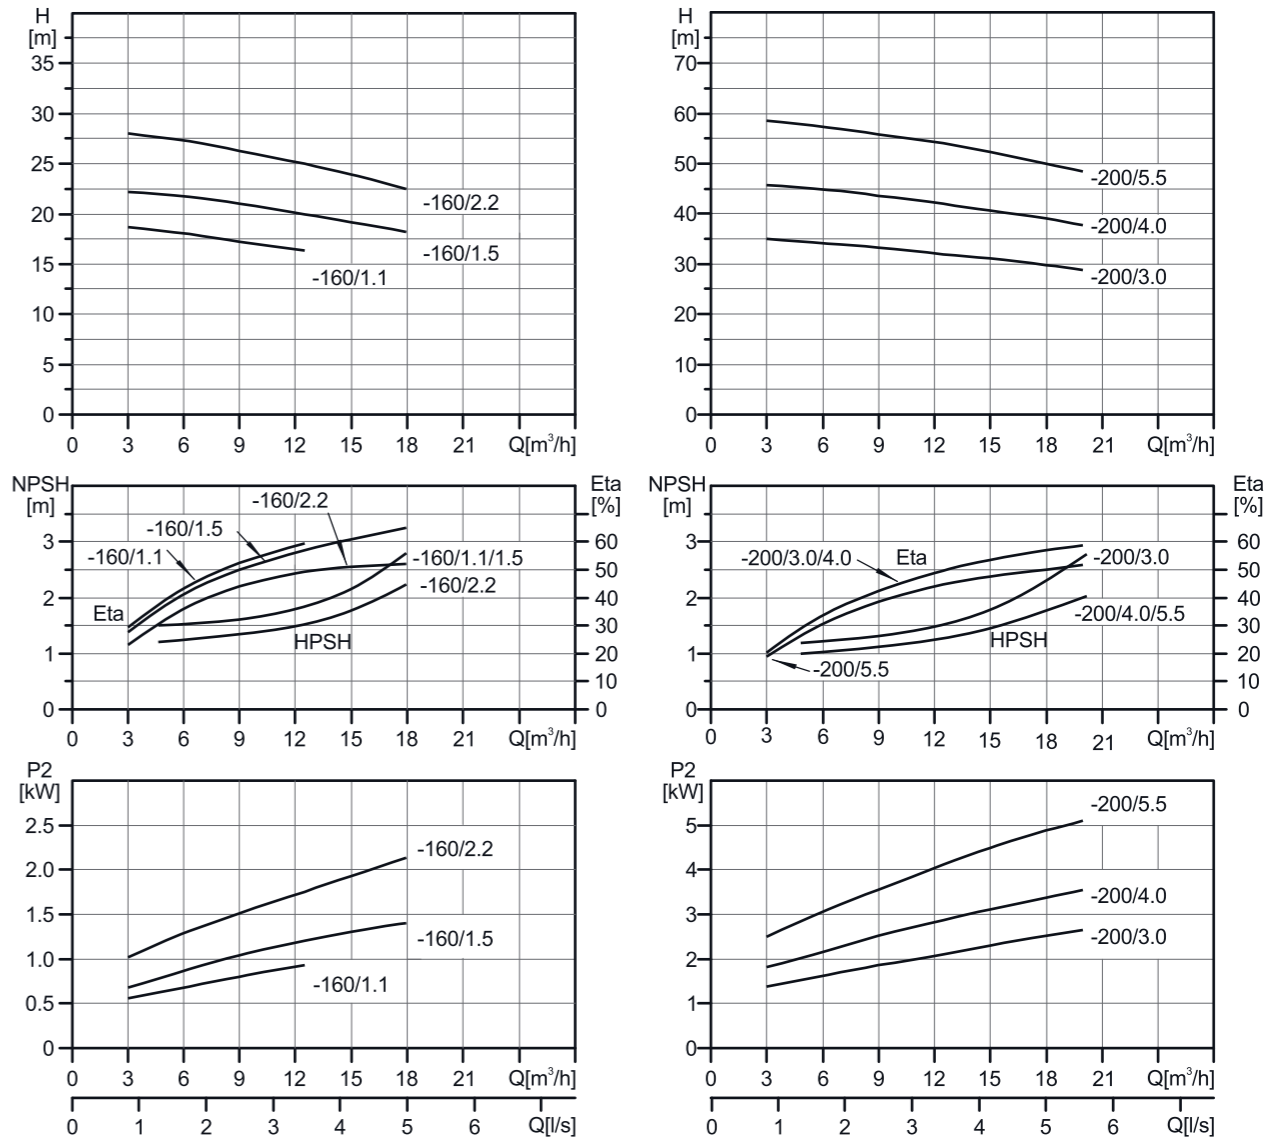 H
[m]
35
30
25
20
15
10
5
0
-160/2.2
-160/1.5
-160/1.1
0 3 6 9 12 15 18 21 Q[m³/h]
H
[m]
70
60
50
40
30
20
10
0
-200/5.5
-200/4.0
-200/3.0
0 3 6 9 12 15 18 21 Q[m³/h]
NPSH
[m]
3
2
1
0
Eta
[%]
60
50
40
30
20
10
0
-160/2.2
-160/1.5
-160/1.1
-160/1.1/1.5
-160/2.2
Eta
HPSH
0 3 6 9 12 15 18 21 Q[m³/h]
NPSH
[m]
3
2
1
0
Eta
[%]
60
50
40
30
20
10
0
-200/3.0/4.0
Eta
-200/3.0
-200/4.0/5.5
HPSH
-200/5.5
0 3 6 9 12 15 18 21 Q[m³/h]
P2
[kW]
2.5
2.0
1.5
1.0
0.5
0
-160/2.2
-160/1.5
-160/1.1
0 3 6 9 12 15 18 21 Q[m³/h]
0 1 2 3 4 5 6 Q[l/s]
P2
[kW]
5
4
3
2
1
0
-200/5.5
-200/4.0
-200/3.0
0 3 6 9 12 15 18 21 Q[m³/h]
0 1 2 3 4 5 6 Q[l/s]